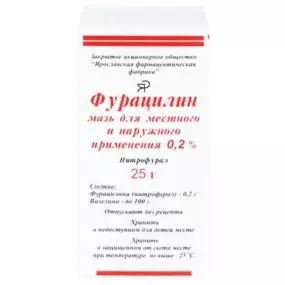 Закрытое акционерное общество
"Ярославская фармацевтическая
фабрика"
Фурацилин
мазь для местного
и наружного
применения 0,2 %
Нитрофурал
25 г
Состав:
Фурацилина (нитрофурал) - 0,2 г
Вазелина - до 100 г
Отпускают без рецепта
Хранить
в недоступном для детей месте
Хранить
в защищенном от света месте
при температуре не выше 25°С.